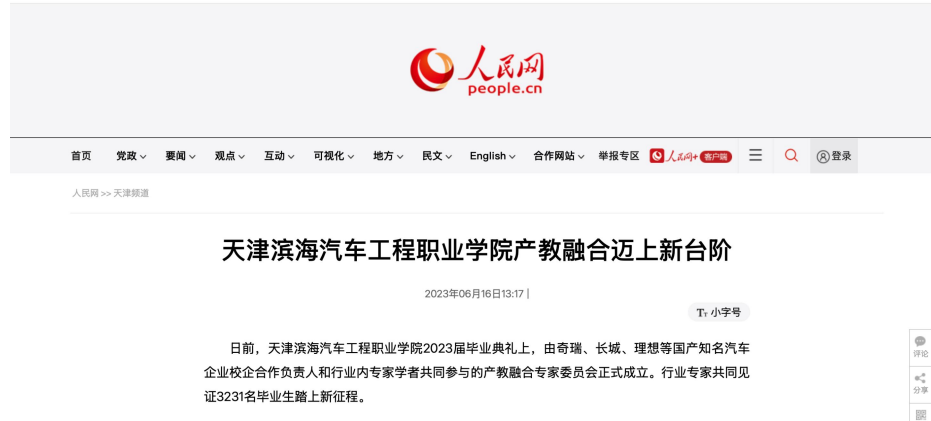 人民网
people.cn
首页 党政 要闻 观点 互动 可视化 地方 民文 English 合作网站 举报专区 人民网+ 客户端 登录
人民网 >> 天津频道
天津滨海汽车工程职业学院产教融合迈上新台阶
2023年06月16日13:17 |
TT 小字号
日前，天津滨海汽车工程职业学院2023届毕业典礼上，由奇瑞、长城、理想等国产知名汽车
企业校企合作负责人和行业内专家学者共同参与的产教融合专家委员会正式成立。行业专家共同见
证3231名毕业生踏上新征程。
评论
分享